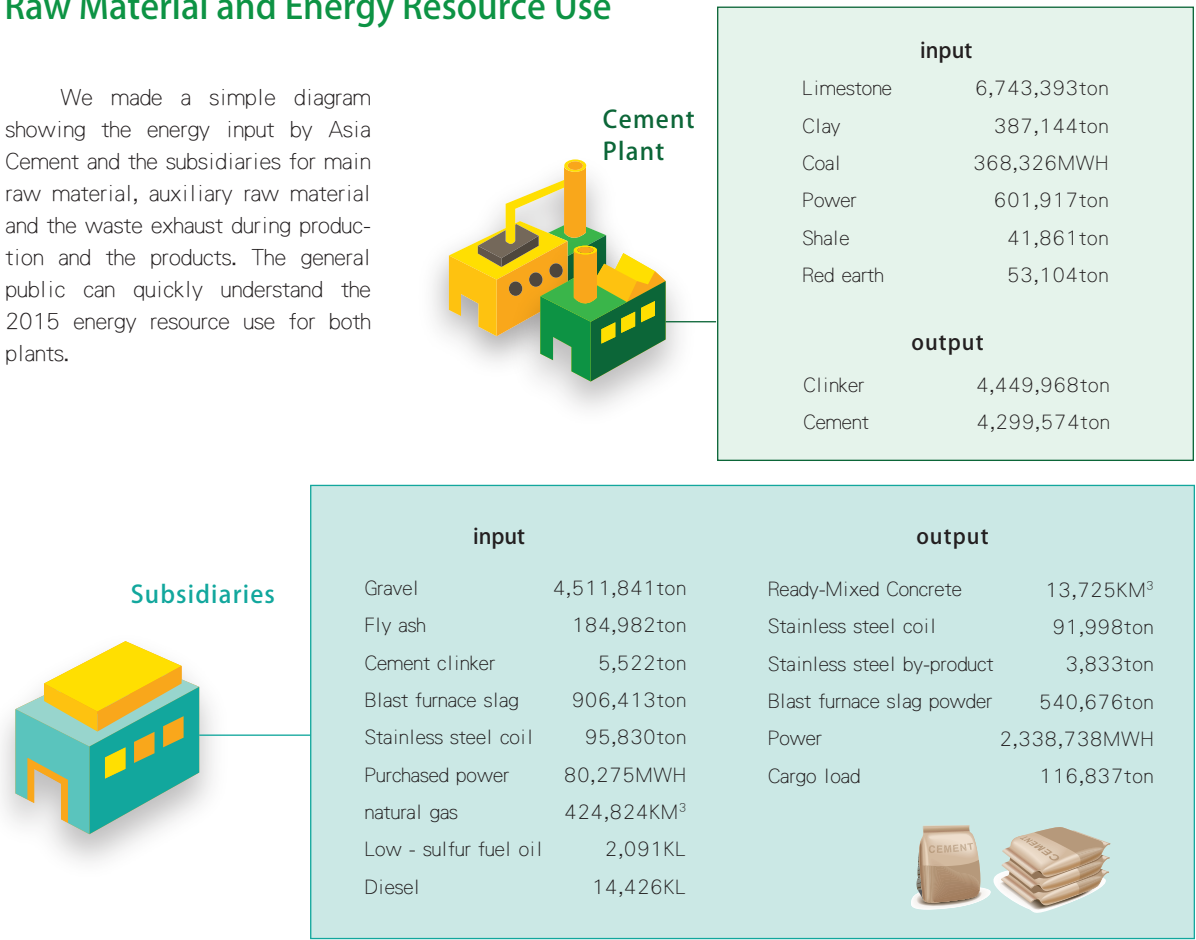 Raw Material and Energy Resource Use
We made a simple diagram
showing the energy input by Asia
Cement and the subsidiaries for main
raw material, auxiliary raw material
and the waste exhaust during produc-
tion and the products. The general
public can quickly understand the
2015 energy resource use for both
plants.
Cement
Plant
input
Limestone 6,743,393ton
Clay 387,144ton
Coal 368,326MWH
Power 601,917ton
Shale 41,861ton
Red earth 53,104ton
output
Clinker 4,449,968ton
Cement 4,299,574ton
Subsidiaries
input
Gravel 4,511,841ton
Fly ash 184,982ton
Cement clinker 5,522ton
Blast furnace slag 906,413ton
Stainless steel coil 95,830ton
Purchased power 80,275MWH
natural gas 424,824KM³
Low - sulfur fuel oil 2,091KL
Diesel 14,426KL
output
Ready-Mixed Concrete 13,725KM³
Stainless steel coil 91,998ton
Stainless steel by-product 3,833ton
Blast furnace slag powder 540,676ton
Power 2,338,738MWH
Cargo load 116,837ton
CEMENT
CEMENT